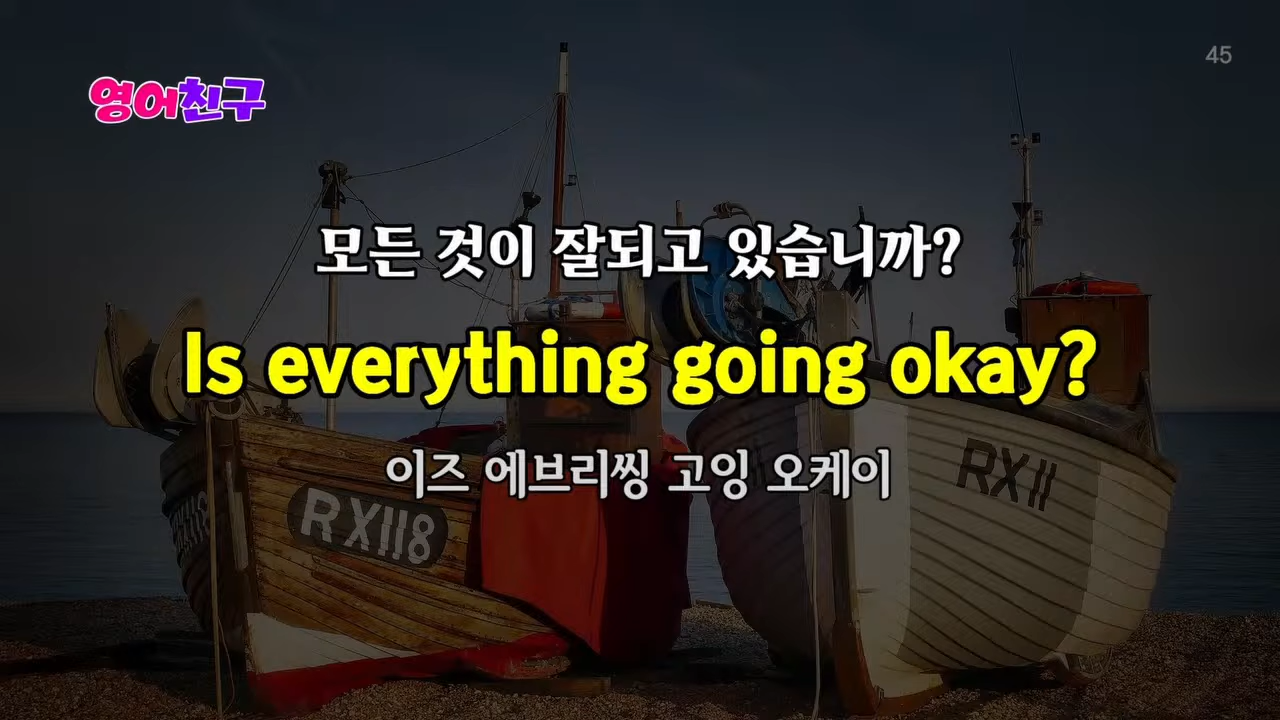 45
영어친구
모든 것이 잘되고 있습니까?
Is everything going okay?
이즈 에브리씽 고잉 오케이
RX118
RX11